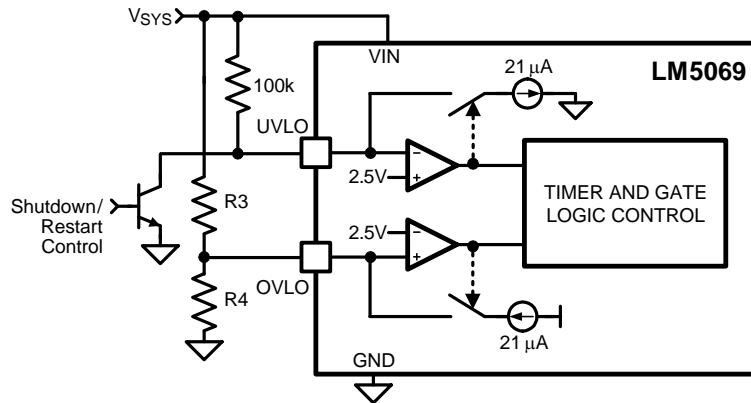 VSYS
VIN
LM5069
100k
21 μA
UVLO
2.5V
TIMER AND GATE
LOGIC CONTROL
Shutdown/
Restart
Control
R3
2.5V
OVLO
R4
21 μA
GND